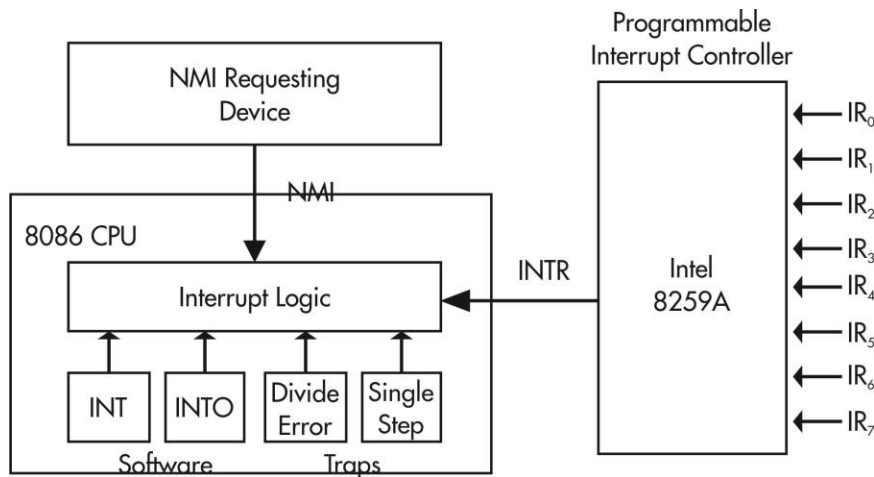 Programmable
Interrupt Controller
NMI Requesting
Device
NMI
8086 CPU
Interrupt Logic
INTR
Intel
8259A
IR₀
IR₁
IR₂
IR₃
IR₄
IR₅
IR₆
IR₇
INT
INTO
Divide
Error
Single
Step
Software
Traps